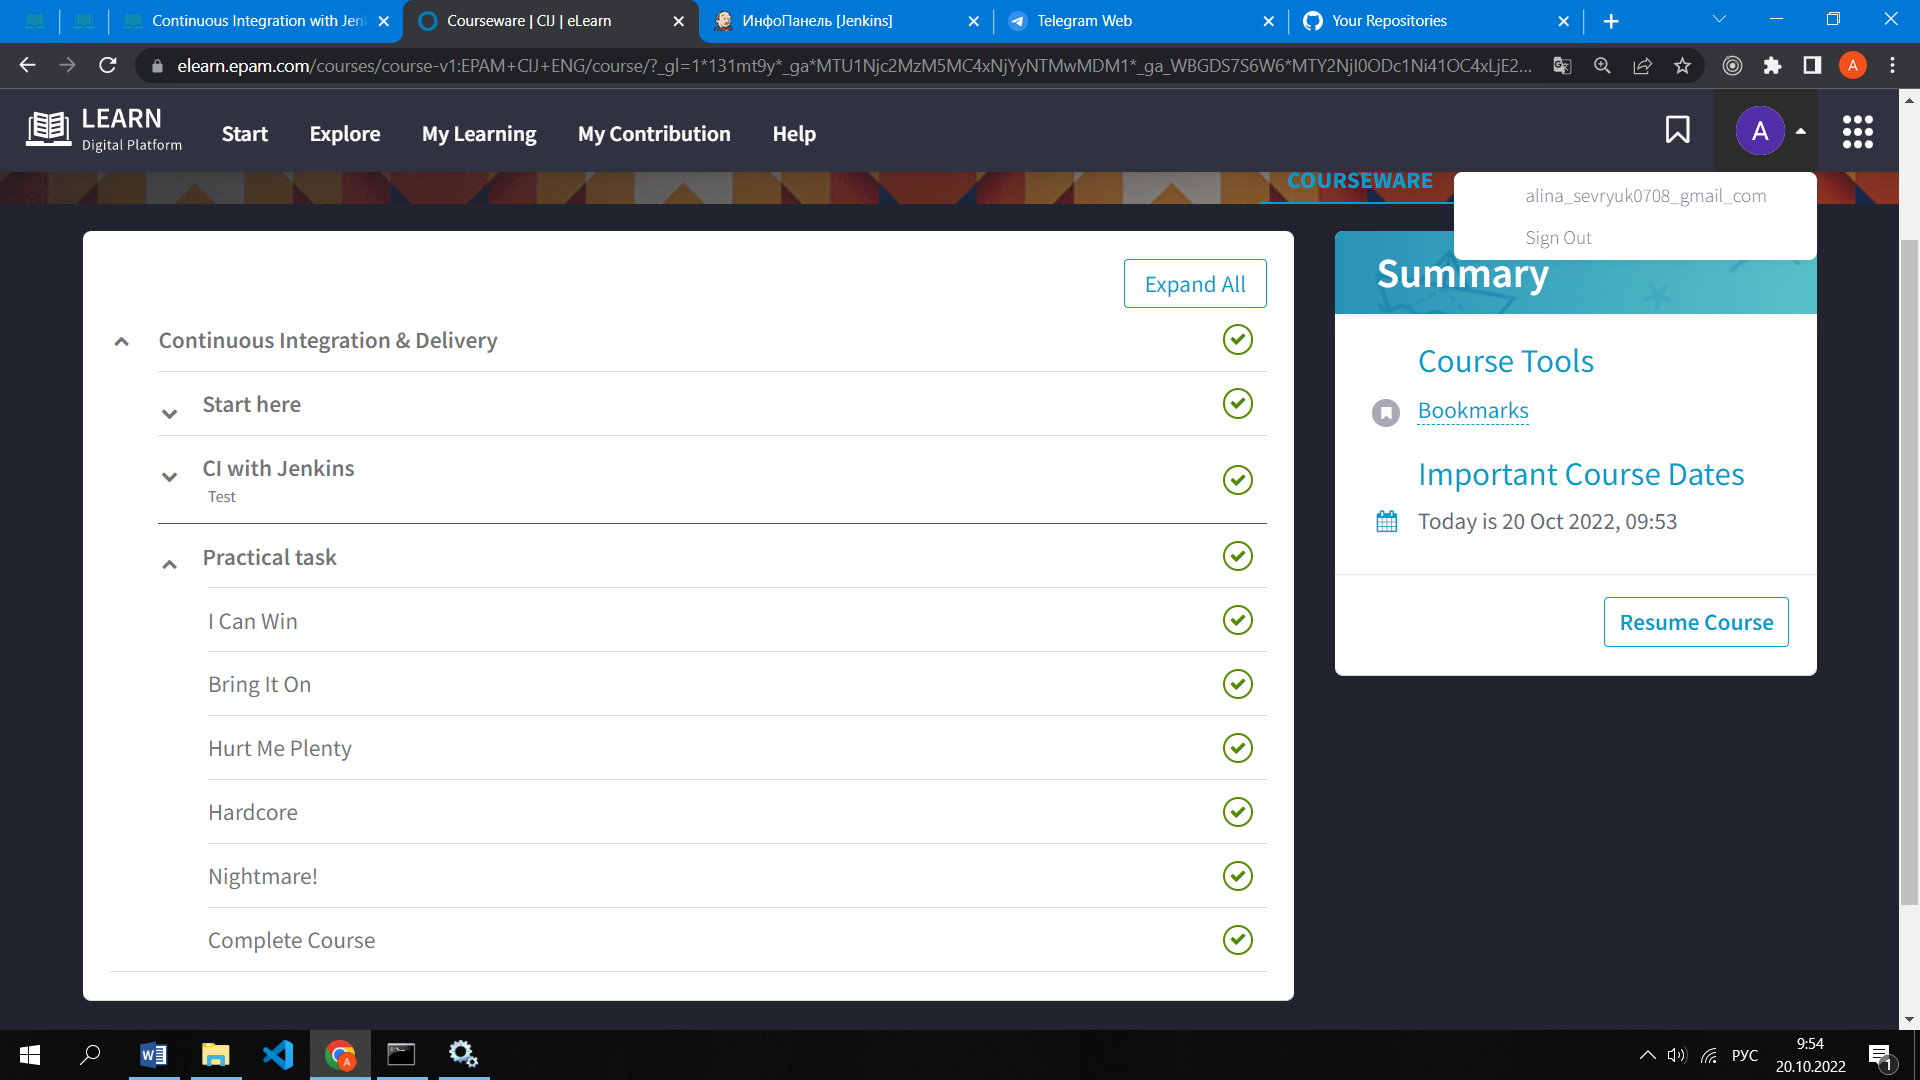 Continuous Integration with Jen
Courseware | CIJ | eLearn
ИнфоПанель [Jenkins]
Telegram Web
Your Repositories
elearn.epam.com/courses/course-v1:EPAM+CIJ+ENG/course/?_gl=1*131mt9y*_ga*MTU1Njc2MzM5MC4xNjYyNTMwMDM1*_ga_WBGDS7S6W6*MTY2NjI0ODc1Ni41OC4xLjE2...
A
LEARN
Digital Platform
Start
Explore
My Learning
My Contribution
Help
A
COURSEWARE
alina_sevryuk0708_gmail_com
Sign Out
Expand All
Continuous Integration & Delivery
Start here
CI with Jenkins
Test
Practical task
I Can Win
Bring It On
Hurt Me Plenty
Hardcore
Nightmare!
Complete Course
Summary
Course Tools
Bookmarks
Important Course Dates
Today is 20 Oct 2022, 09:53
Resume Course
РУС
9:54
20.10.2022
1